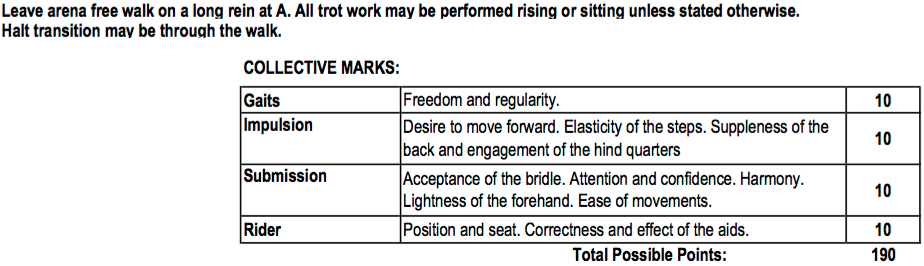 Leave arena free walk on a long rein at A. All trot work may be performed rising or sitting unless stated otherwise.
Halt transition may be through the walk.
COLLECTIVE MARKS:
Gaits Freedom and regularity. 10
Impulsion Desire to move forward. Elasticity of the steps. Suppleness of the
back and engagement of the hind quarters 10
Submission Acceptance of the bridle. Attention and confidence. Harmony.
Lightness of the forehand. Ease of movements. 10
Rider Position and seat. Correctness and effect of the aids. 10
Total Possible Points: 190